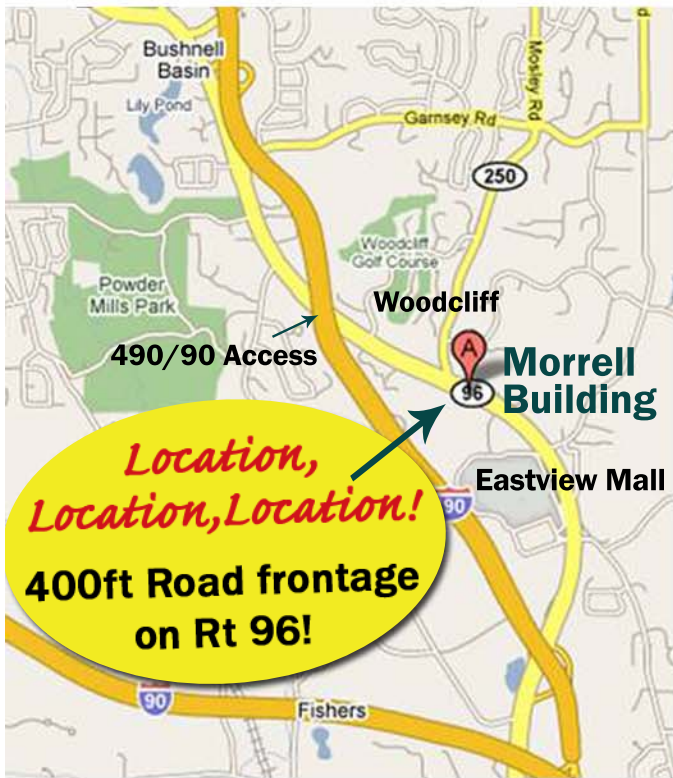 Bushnell
Basin
Lily Pond
Mosley Rd
d
Garnsey Rd
250
Woodcliff
Golf Course
Powder
Mills Park
Woodcliff
490/90 Access
A
96
Morrell
Building
Location,
Location,Location!
400ft Road frontage
on Rt 96!
Eastview Mall
90
90
Fishers